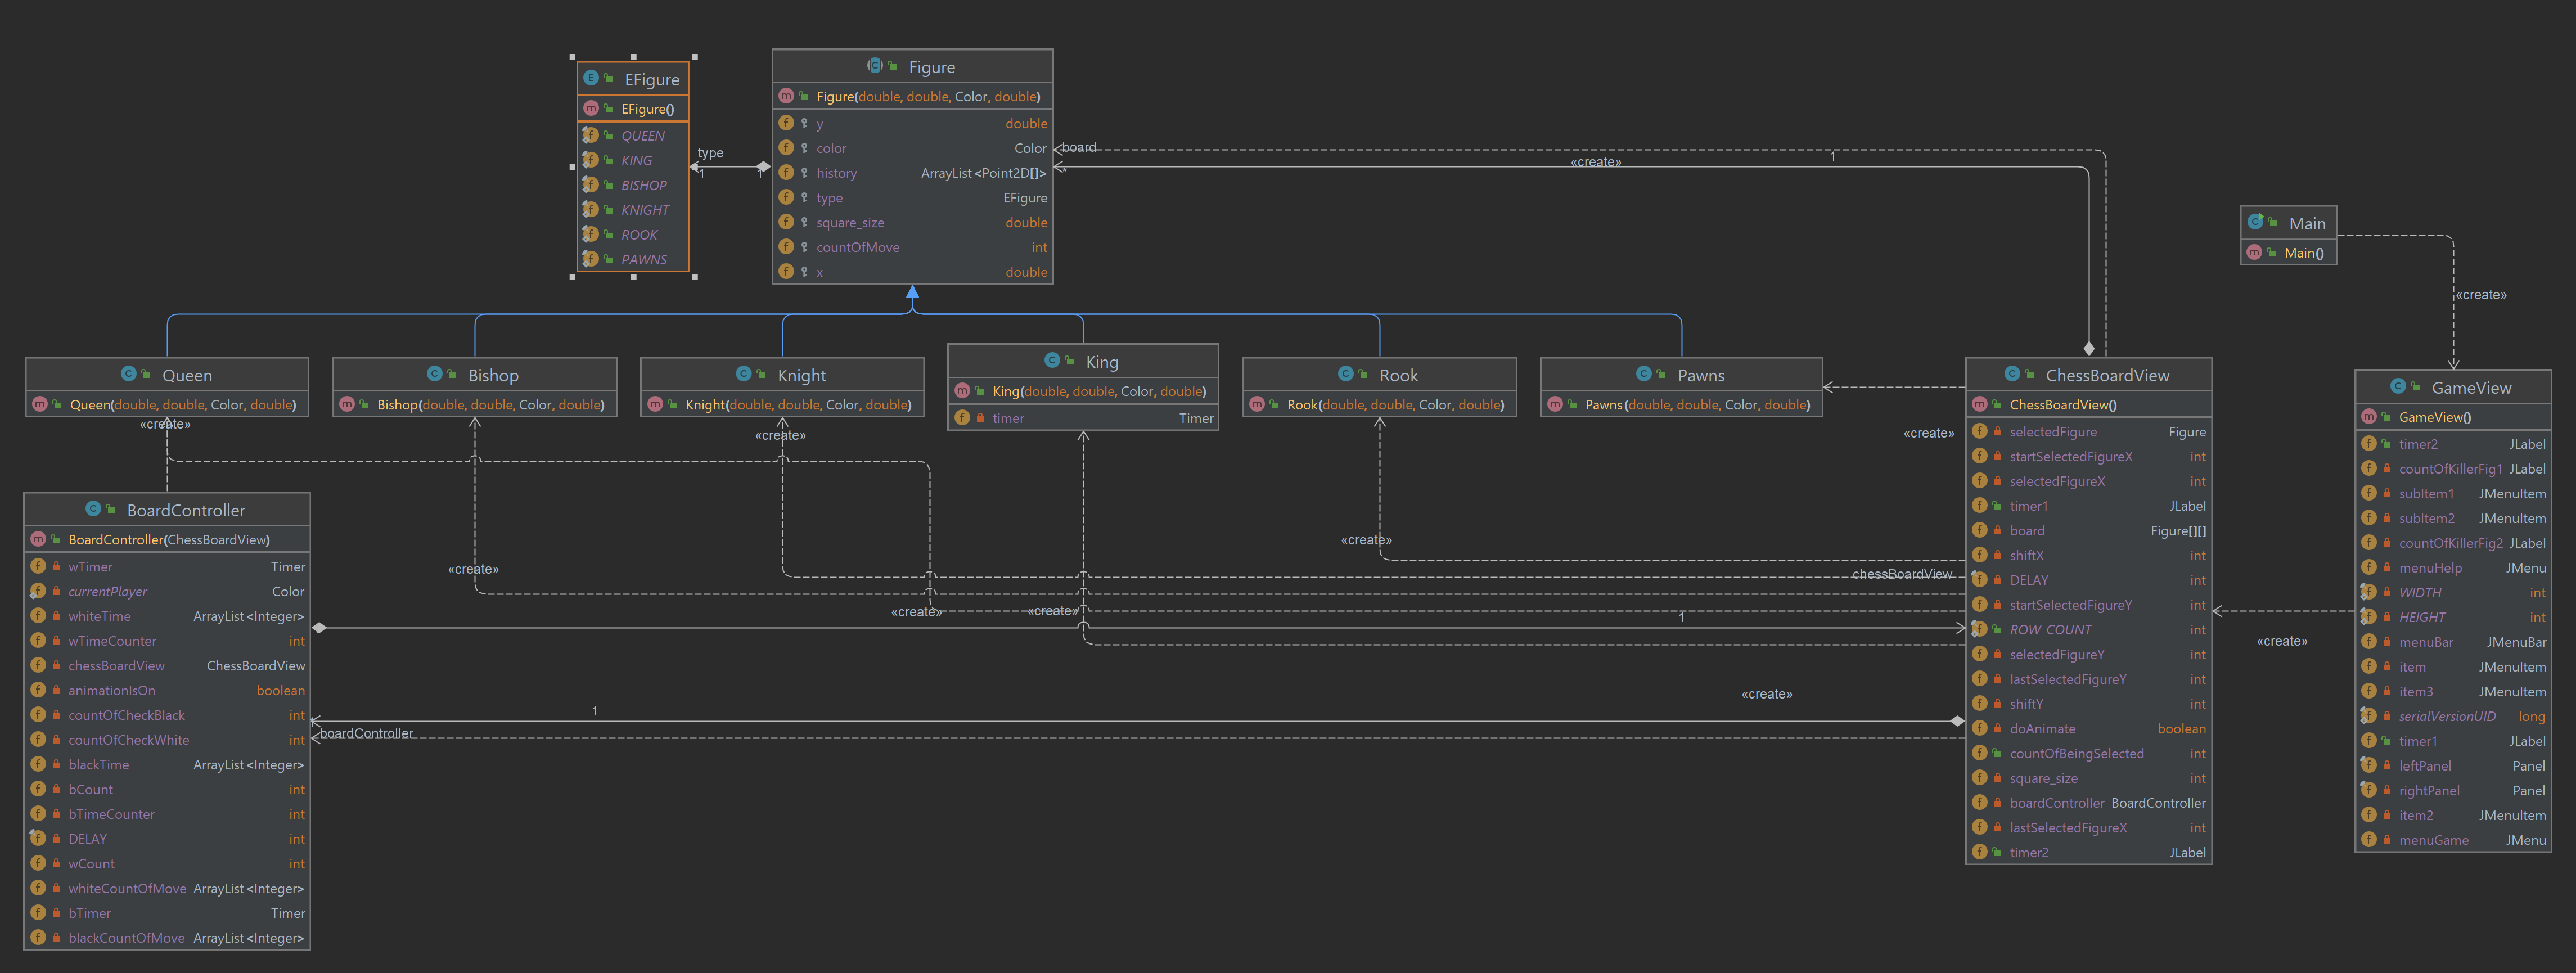 EFigure
EFigure()
QUEEN
KING
BISHOP
KNIGHT
ROOK
PAWNS
type
1
1
Figure
Figure(double, double, Color, double)
y double
color Color
history ArrayList<Point2D[]>
type EFigure
square_size double
countOfMove int
x double
board
*
«create»
1
Main
Main()
«create»
Queen
Queen(double, double, Color, double)
«create»
Bishop
Bishop(double, double, Color, double)
«create»
Knight
Knight(double, double, Color, double)
«create»
King
King(double, double, Color, double)
timer Timer
«create»
Rook
Rook(double, double, Color, double)
«create»
Pawns
Pawns(double, double, Color, double)
«create»
BoardController
BoardController(ChessBoardView)
wTimer Timer
currentPlayer Color
whiteTime ArrayList<Integer>
wTimeCounter int
chessBoardView ChessBoardView
animationIsOn boolean
countOfCheckBlack int
countOfCheckWhite int
blackTime ArrayList<Integer>
bCount int
bTimeCounter int
DELAY int
wCount int
whiteCountOfMove ArrayList<Integer>
bTimer Timer
blackCountOfMove ArrayList<Integer>
«create»
chessBoardView
1
«create»
1
1
boardController
ChessBoardView
ChessBoardView()
selectedFigure Figure
startSelectedFigureX int
selectedFigureX int
timer1 JLabel
board Figure[][]
shiftX int
DELAY int
startSelectedFigureY int
ROW_COUNT int
selectedFigureY int
lastSelectedFigureY int
shiftY int
doAnimate boolean
countOfBeingSelected int
square_size int
boardController BoardController
lastSelectedFigureX int
timer2 JLabel
«create»
GameView
GameView()
timer2 JLabel
countOfKillerFig1 JLabel
subItem1 JMenuItem
subItem2 JMenuItem
countOfKillerFig2 JLabel
menuHelp JMenu
WIDTH int
HEIGHT int
menuBar JMenuBar
item JMenuItem
item3 JMenuItem
serialVersionUID long
timer1 JLabel
leftPanel Panel
rightPanel Panel
item2 JMenuItem
menuGame JMenu